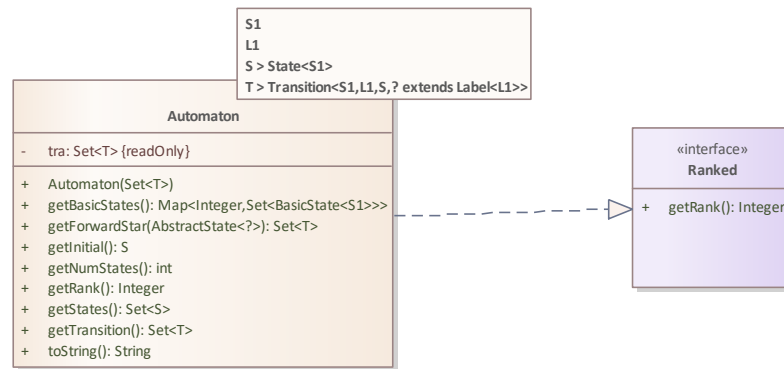 S1
L1
S > State<S1>
T > Transition<S1,L1,S,? extends Label<L1>>
Automaton
- tra: Set<T> {readOnly}
+ Automaton(Set<T>)
+ getBasicStates(): Map<Integer,Set<BasicState<S1>>>
+ getForwardStar(AbstractState<?>): Set<T>
+ getInitial(): S
+ getNumStates(): int
+ getRank(): Integer
+ getStates(): Set<S>
+ getTransition(): Set<T>
+ toString(): String
«interface»
Ranked
+ getRank(): Integer